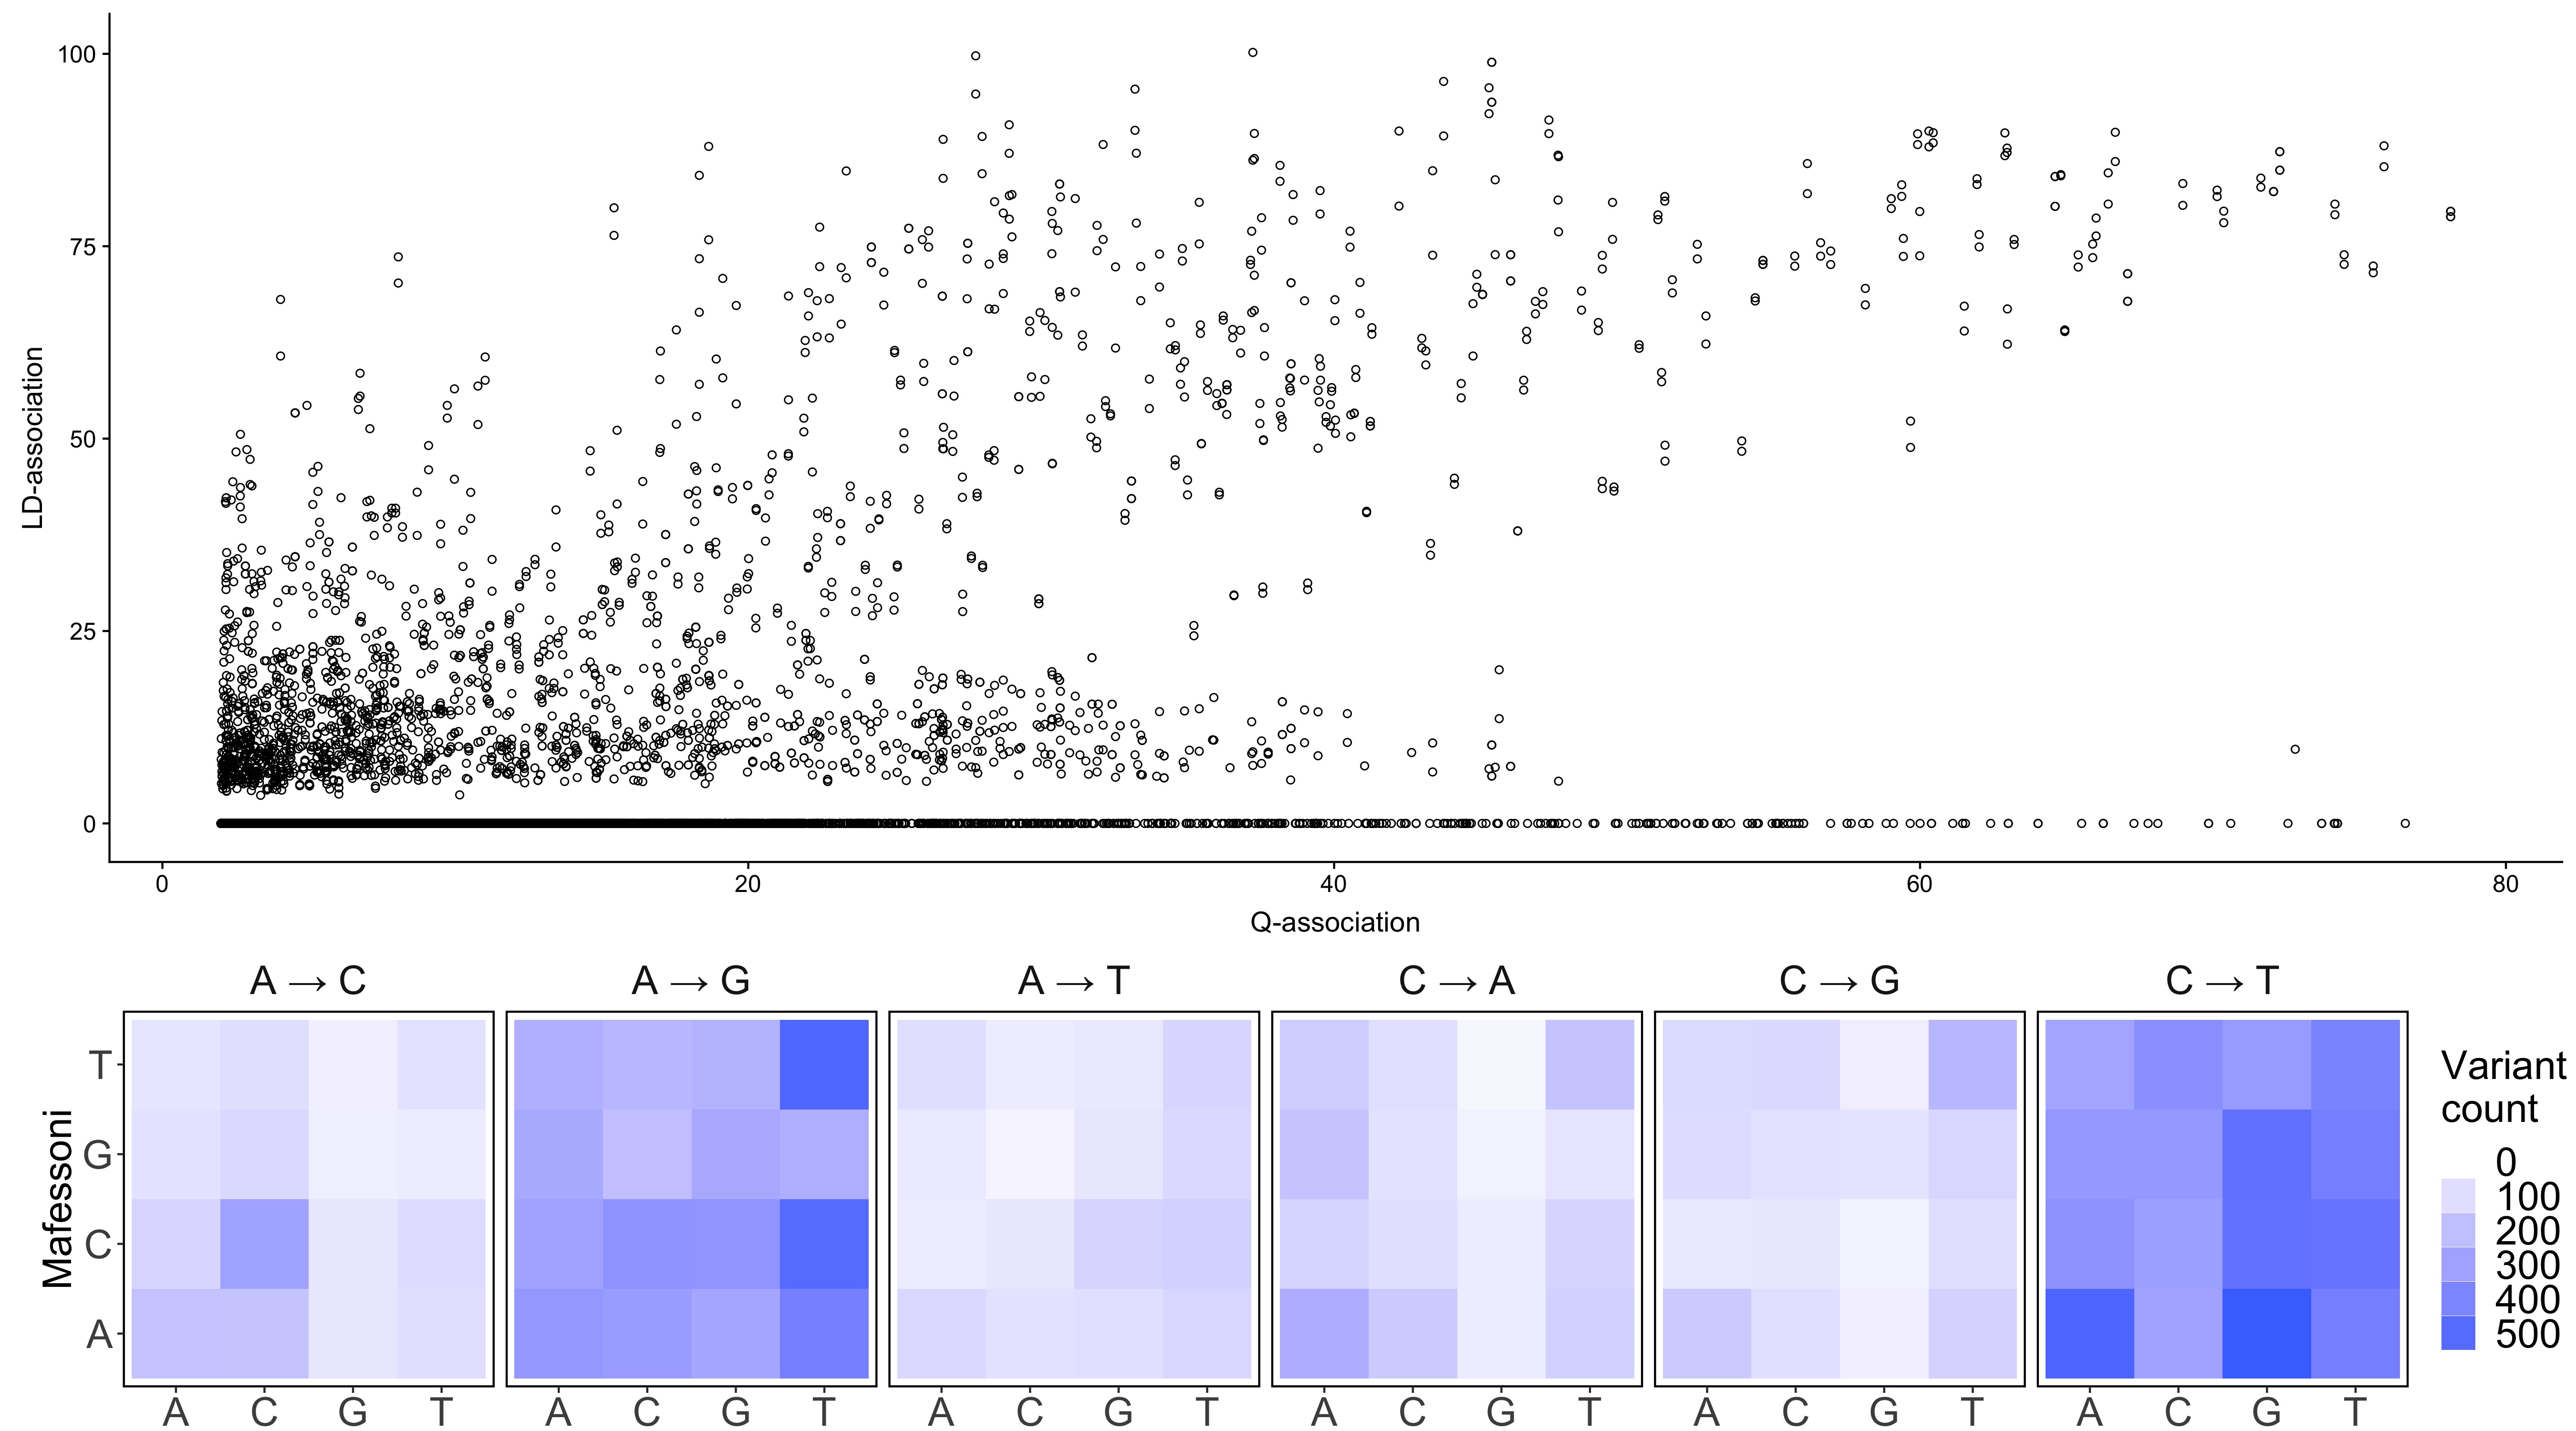 100
75
50
25
0
LD-association
0 20 40 60 80
Q-association
A → C A → G A → T C → A C → G C → T
Mafessoni
T
G
C
A
A C G T A C G T A C G T A C G T A C G T A C G T
Variant
count
0
100
200
300
400
500